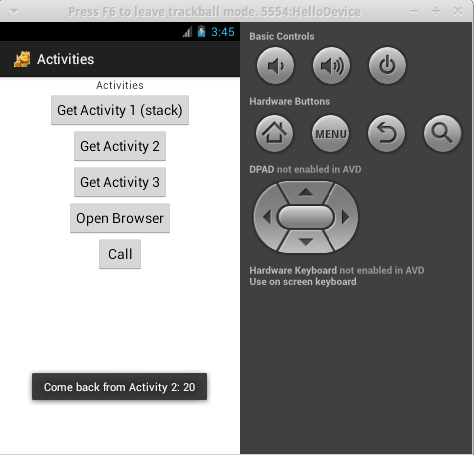 Press F6 to leave trackball mode. 5554:HelloDevice
3:45
Activities
Activities
Get Activity 1 (stack)
Get Activity 2
Get Activity 3
Open Browser
Call
Come back from Activity 2: 20
Basic Controls
Hardware Buttons
MENU
DPAD not enabled in AVD
Hardware Keyboard not enabled in AVD
Use on screen keyboard